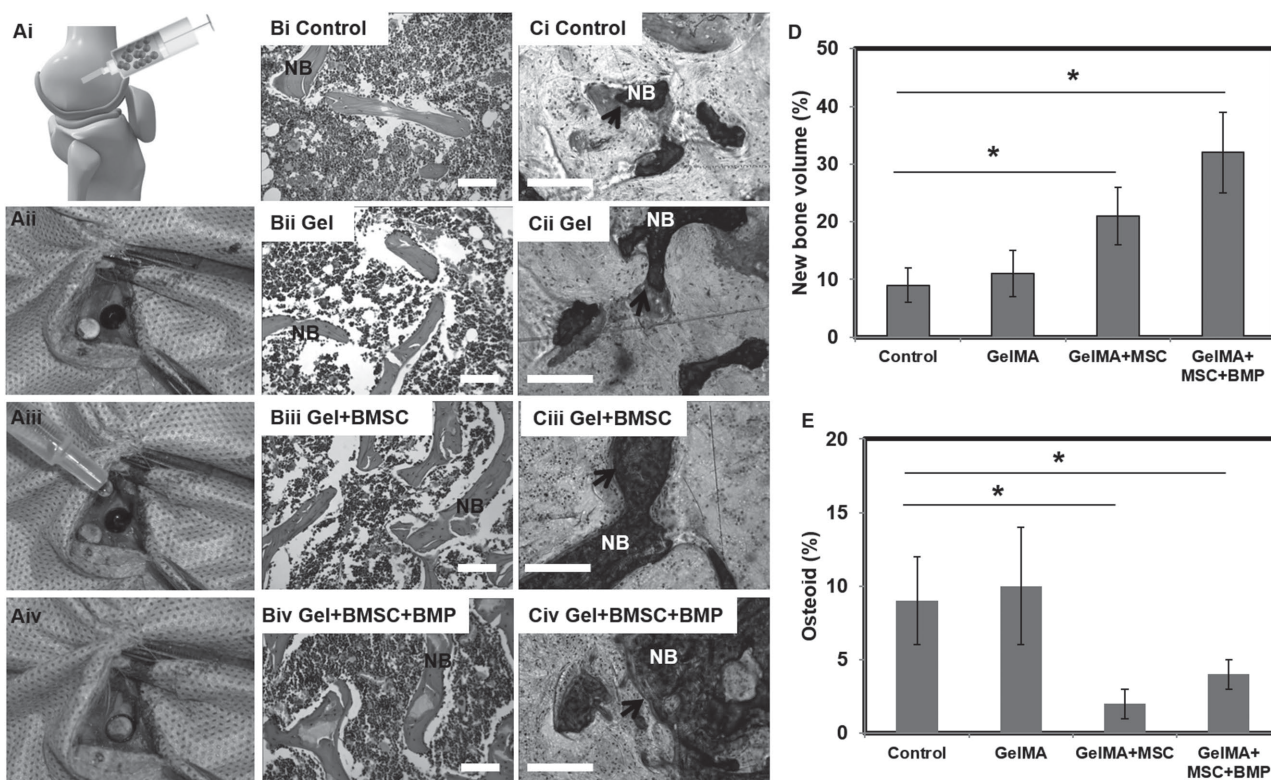 Ai
Aii
Aiii
Aiv
Bi Control
NB
Bii Gel
NB
Biii Gel+BMSC
NB
Biv Gel+BMSC+BMP
NB
Ci Control
NB
Cii Gel
NB
Ciii Gel+BMSC
NB
Civ Gel+BMSC+BMP
NB
D
New bone volume (%)
50
40
30
20
10
0
*
*
Control
GelMA
GelMA+MSC
GelMA+
MSC+BMP
E
Osteoid (%)
20
15
10
5
0
*
*
Control
GelMA
GelMA+MSC
GelMA+
MSC+BMP